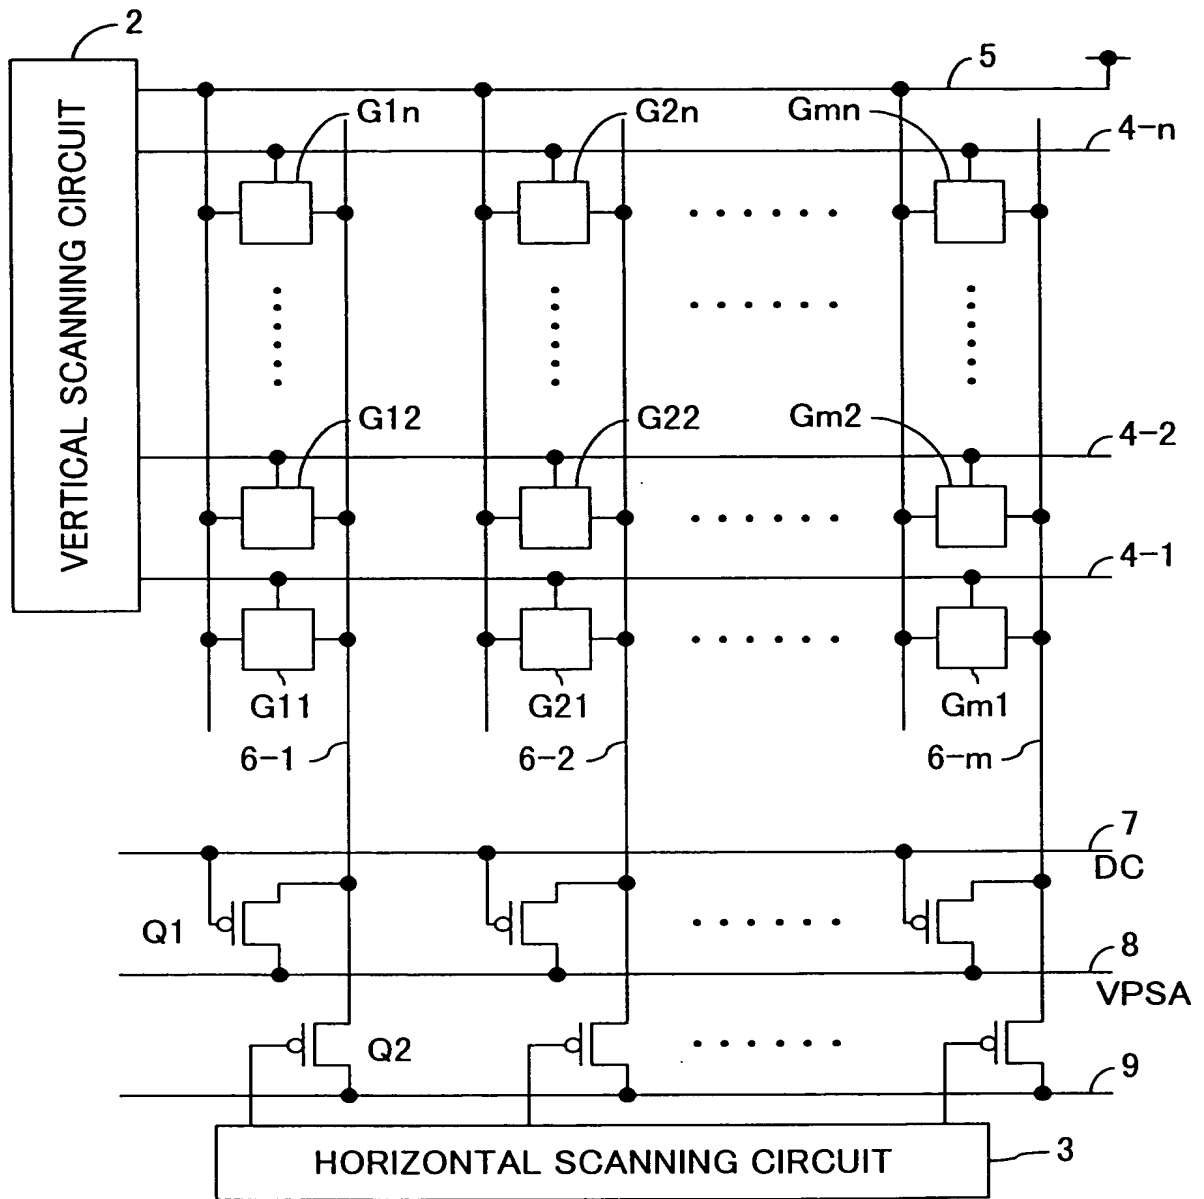 2
5
G1n
G2n
Gmn
4-n
VERTICAL SCANNING CIRCUIT
G12
G22
Gm2
4-2
4-1
G11
G21
Gm1
6-1
6-2
6-m
7
DC
Q1
8
VPSA
Q2
9
HORIZONTAL SCANNING CIRCUIT
3